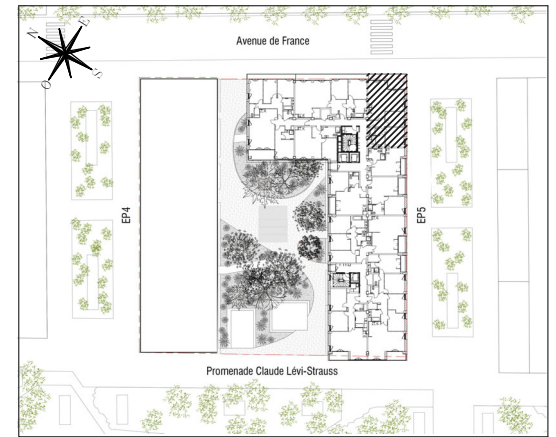 N
E
S
O
Avenue de France
EP4
EP5
Promenade Claude Lévi-Strauss